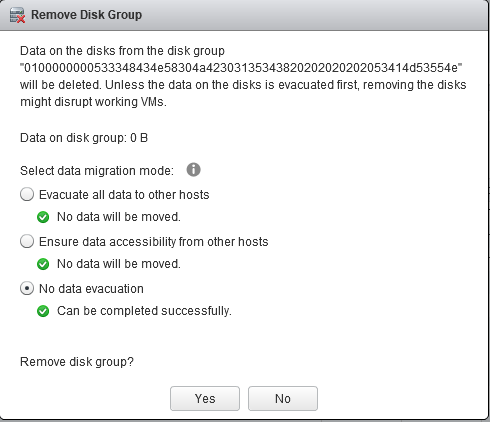 Remove Disk Group
Data on the disks from the disk group
"0100000000533348434e58304a42303135343820202020202053414d53554e"
will be deleted. Unless the data on the disks is evacuated first, removing the disks
might disrupt working VMs.
Data on disk group: 0 B
Select data migration mode:
Evacuate all data to other hosts
No data will be moved.
Ensure data accessibility from other hosts
No data will be moved.
No data evacuation
Can be completed successfully.
Remove disk group?
Yes No